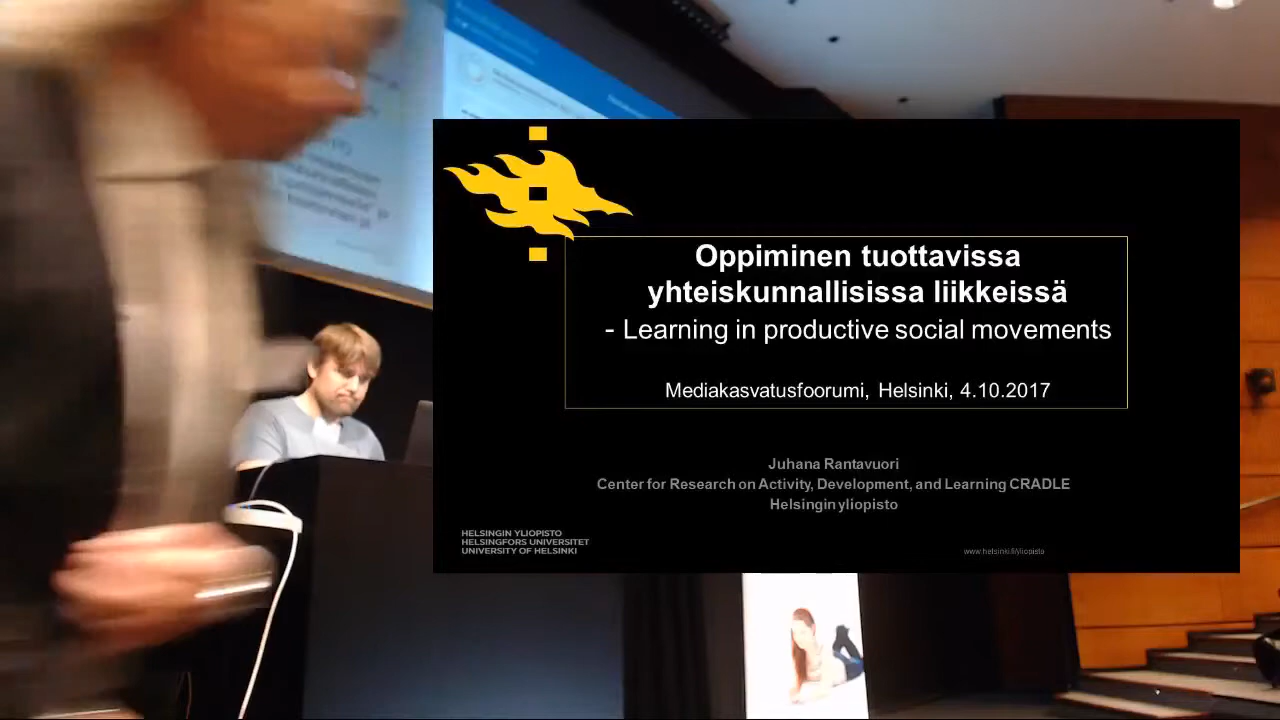 Oppiminen tuottavissa
yhteiskunnallisissa liikkeissä
- Learning in productive social movements
Mediakasvatusfoorumi, Helsinki, 4.10.2017
Juhana Rantavuori
Center for Research on Activity, Development, and Learning CRADLE
Helsingin yliopisto
HELSINGIN YLIOPISTO
HELSINGFORS UNIVERSITET
UNIVERSITY OF HELSINKI
www.helsinki.fi/yliopisto